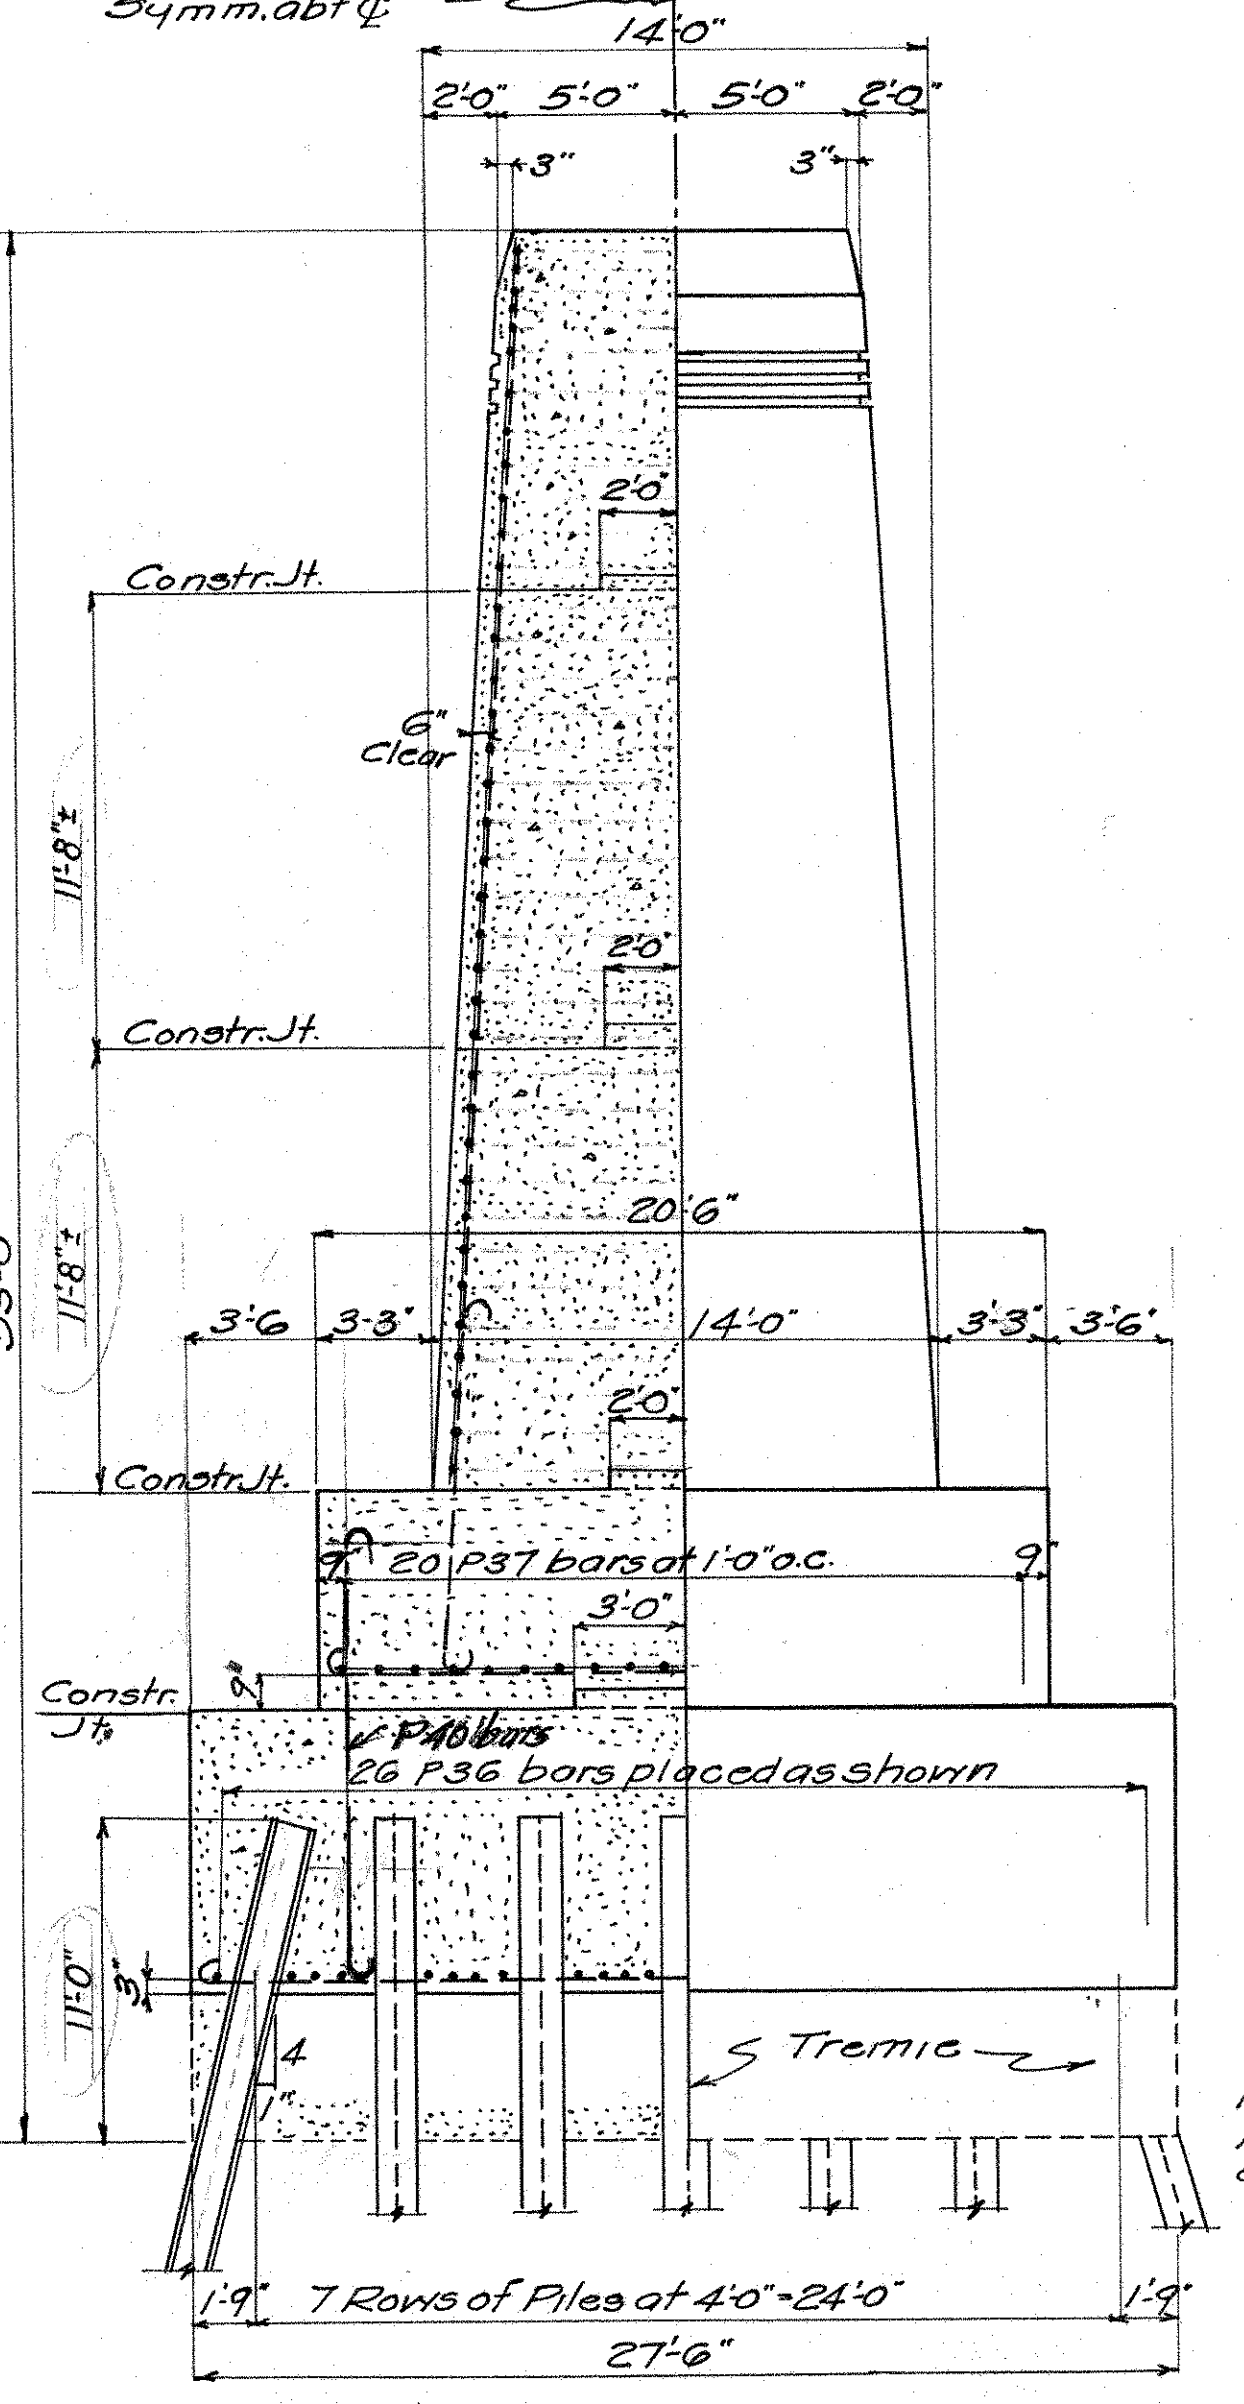 Symm. abt ℄
14'-0"
2'-0" 5'-0" 5'-0" 2'-0"
3" 3"
2'-0"
Constr. Jt.
6"
Clear
11'-8"±
2'-0"
Constr. Jt.
20'-6"
11'-8"±
3'-6 3'-3" 14'-0" 3'-3" 3'-6"
2'-0"
Constr. Jt.
9" 20 P37 bars at 1'-0" o.c. 9"
3'-0"
9"
Constr.
Jt.
P40 bars
26 P36 bars placed as shown
11'-0"
3"
4
1"
Tremie
1'-9" 7 Rows of Piles at 4'-0"=24'-0" 1'-9"
27'-6"